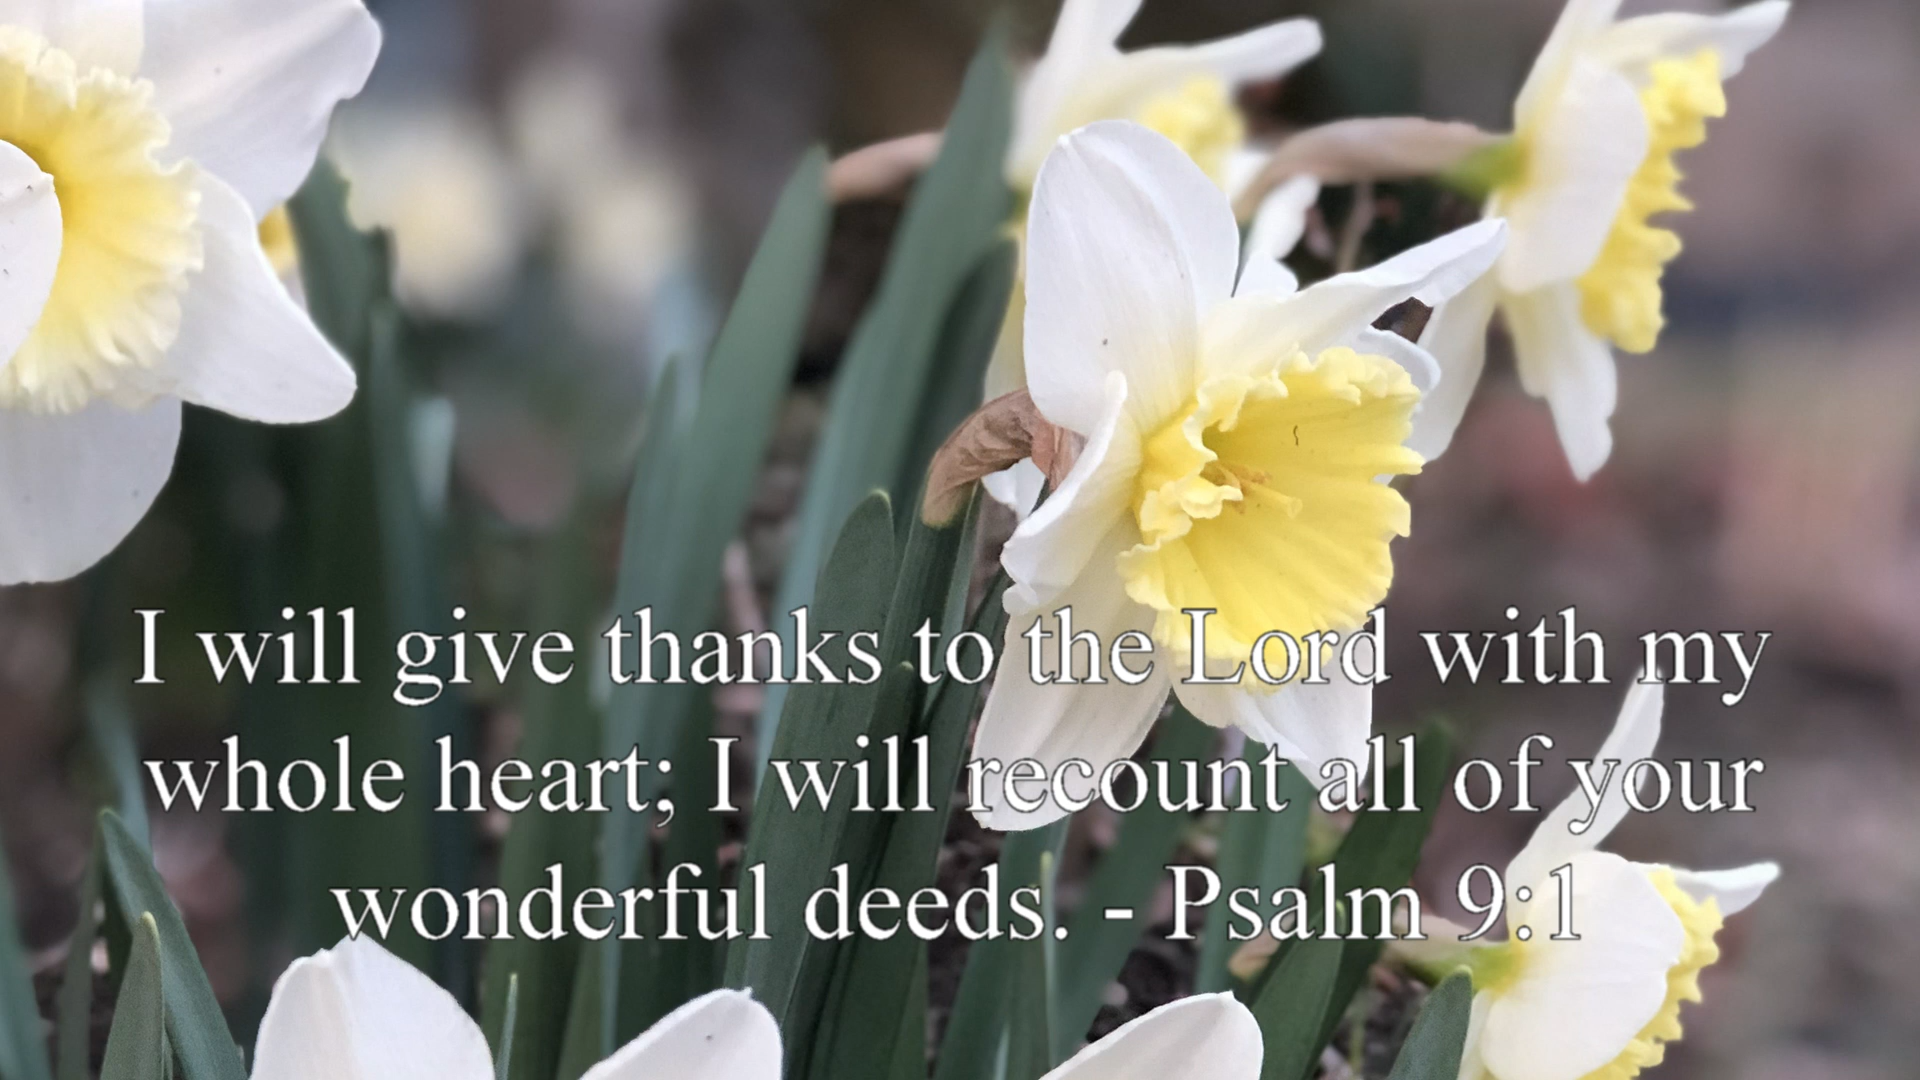 I will give thanks to the Lord with my
whole heart; I will recount all of your
wonderful deeds. - Psalm 9:1